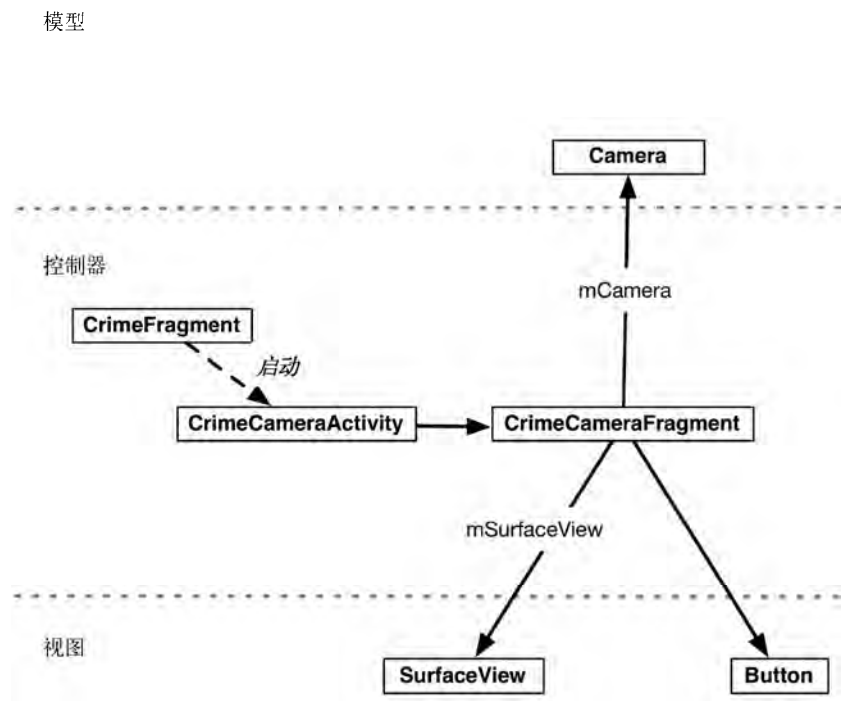 模型
Camera
控制器
mCamera
CrimeFragment
启动
CrimeCameraActivity
CrimeCameraFragment
mSurfaceView
视图
SurfaceView
Button